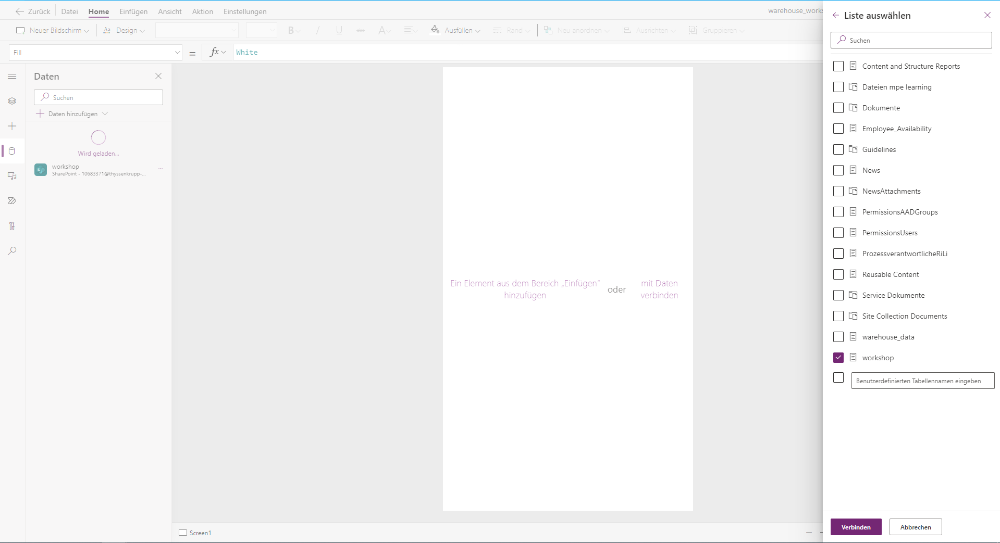 Zurück
Datei
Home
Einfügen
Ansicht
Aktion
Einstellungen
Neuer Bildschirm
Design
B
I
U
abc
A
Ausfüllen
Rand
Neu anordnen
Ausrichten
Gruppieren
Fill
=
fx
White
Daten
Suchen
Daten hinzufügen
Wird geladen...
workshop
SharePoint - 10683371@thyssenkrupp-...
Ein Element aus dem Bereich „Einfügen“
hinzufügen
oder
mit Daten
verbinden
Screen1
Liste auswählen
Suchen
Content and Structure Reports
Dateien mpe learning
Dokumente
Employee_Availability
Guidelines
News
NewsAttachments
PermissionsAADGroups
PermissionsUsers
ProzessverantwortlicheRiLi
Reusable Content
Service Dokumente
Site Collection Documents
warehouse_data
workshop
Benutzerdefinierten Tabellennamen eingeben
Verbinden
Abbrechen